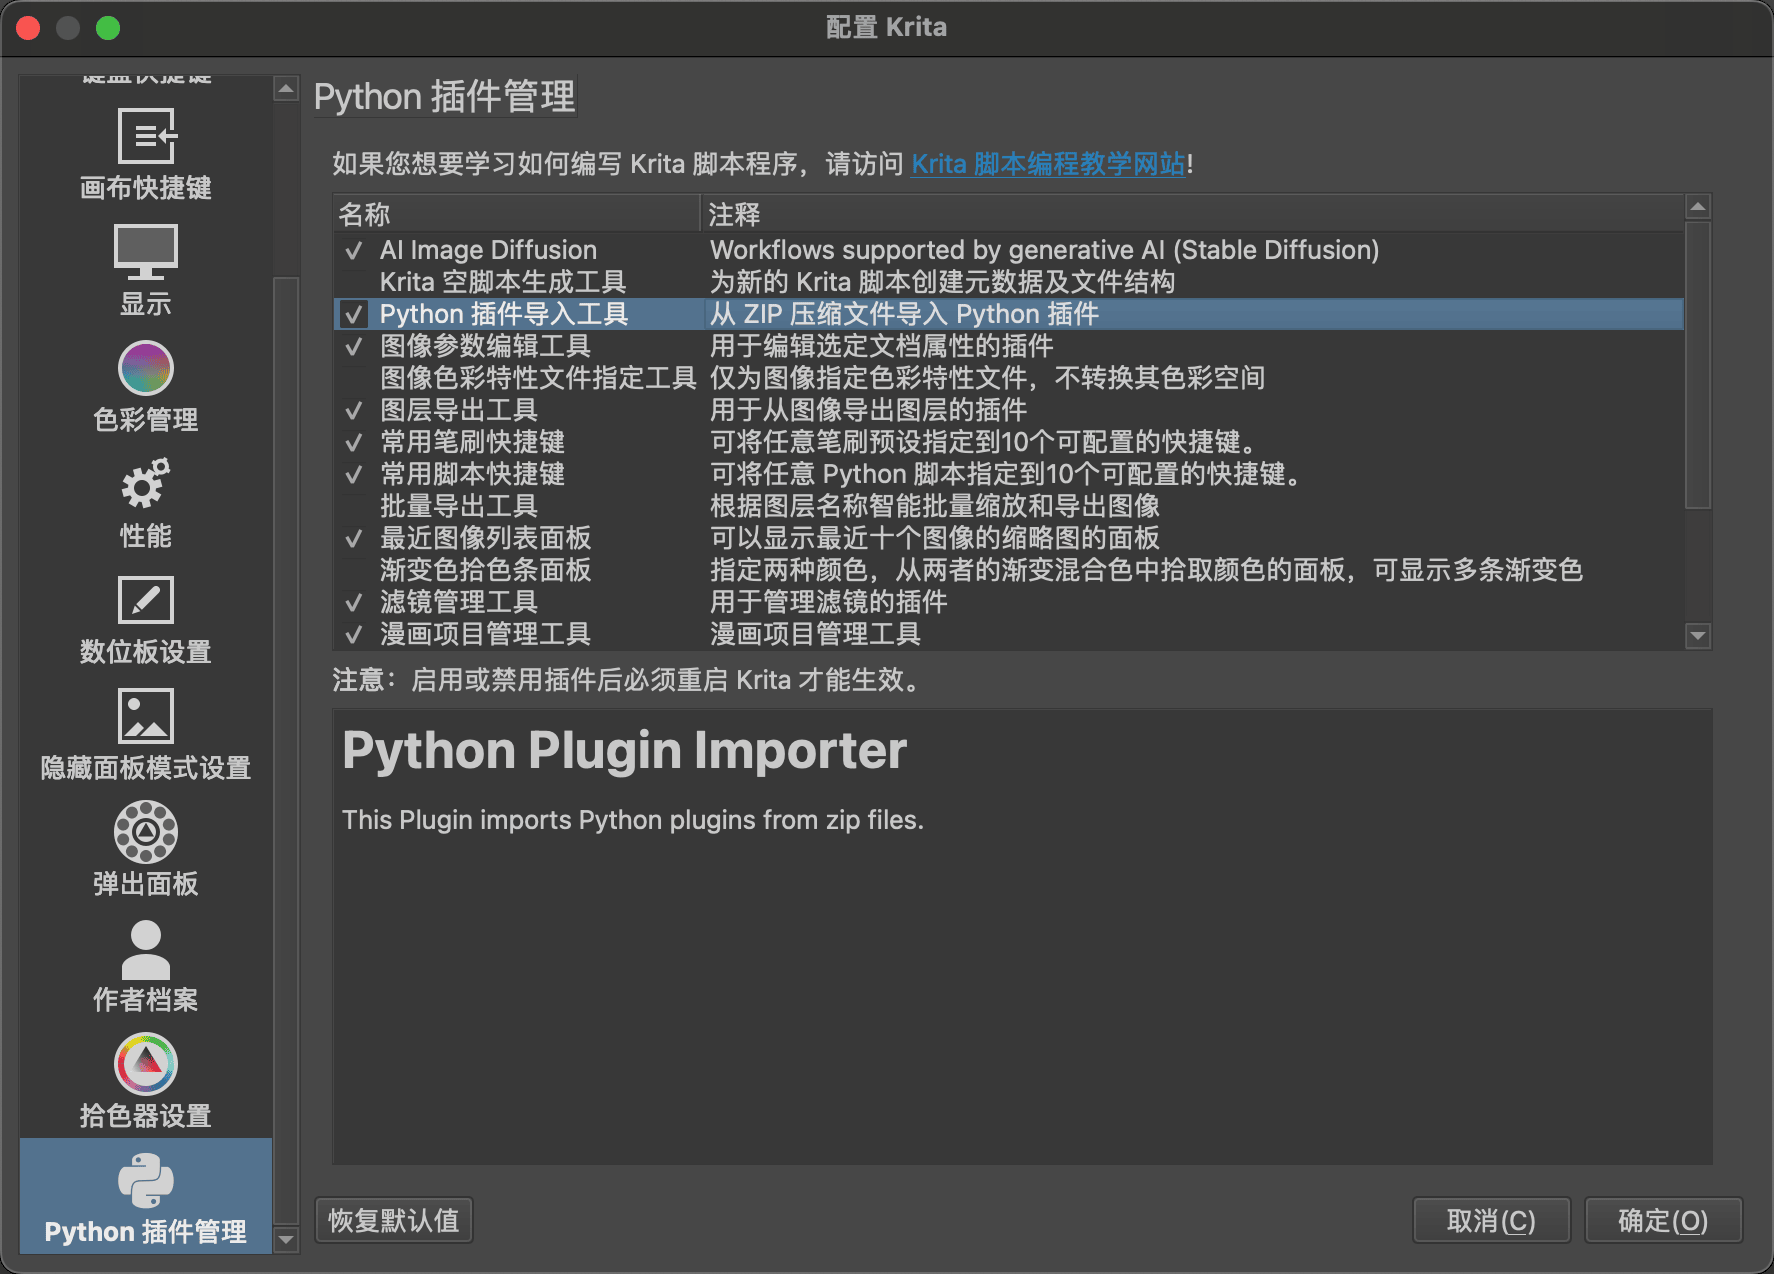 配置 Krita
键盘快捷键
画布快捷键
显示
色彩管理
性能
数位板设置
隐藏面板模式设置
弹出面板
作者档案
拾色器设置
Python 插件管理
Python 插件管理
如果您想要学习如何编写 Krita 脚本程序，请访问 Krita 脚本编程教学网站!
名称 注释
AI Image Diffusion Workflows supported by generative AI (Stable Diffusion)
Krita 空脚本生成工具 为新的 Krita 脚本创建元数据及文件结构
Python 插件导入工具 从 ZIP 压缩文件导入 Python 插件
图像参数编辑工具 用于编辑选定文档属性的插件
图像色彩特性文件指定工具 仅为图像指定色彩特性文件，不转换其色彩空间
图层导出工具 用于从图像导出图层的插件
常用笔刷快捷键 可将任意笔刷预设指定到10个可配置的快捷键。
常用脚本快捷键 可将任意 Python 脚本指定到10个可配置的快捷键。
批量导出工具 根据图层名称智能批量缩放和导出图像
最近图像列表面板 可以显示最近十个图像的缩略图的面板
渐变色拾色条面板 指定两种颜色，从两者的渐变混合色中拾取颜色的面板，可显示多条渐变色
滤镜管理工具 用于管理滤镜的插件
漫画项目管理工具 漫画项目管理工具
注意：启用或禁用插件后必须重启 Krita 才能生效。
Python Plugin Importer
This Plugin imports Python plugins from zip files.
恢复默认值
取消(C)
确定(O)